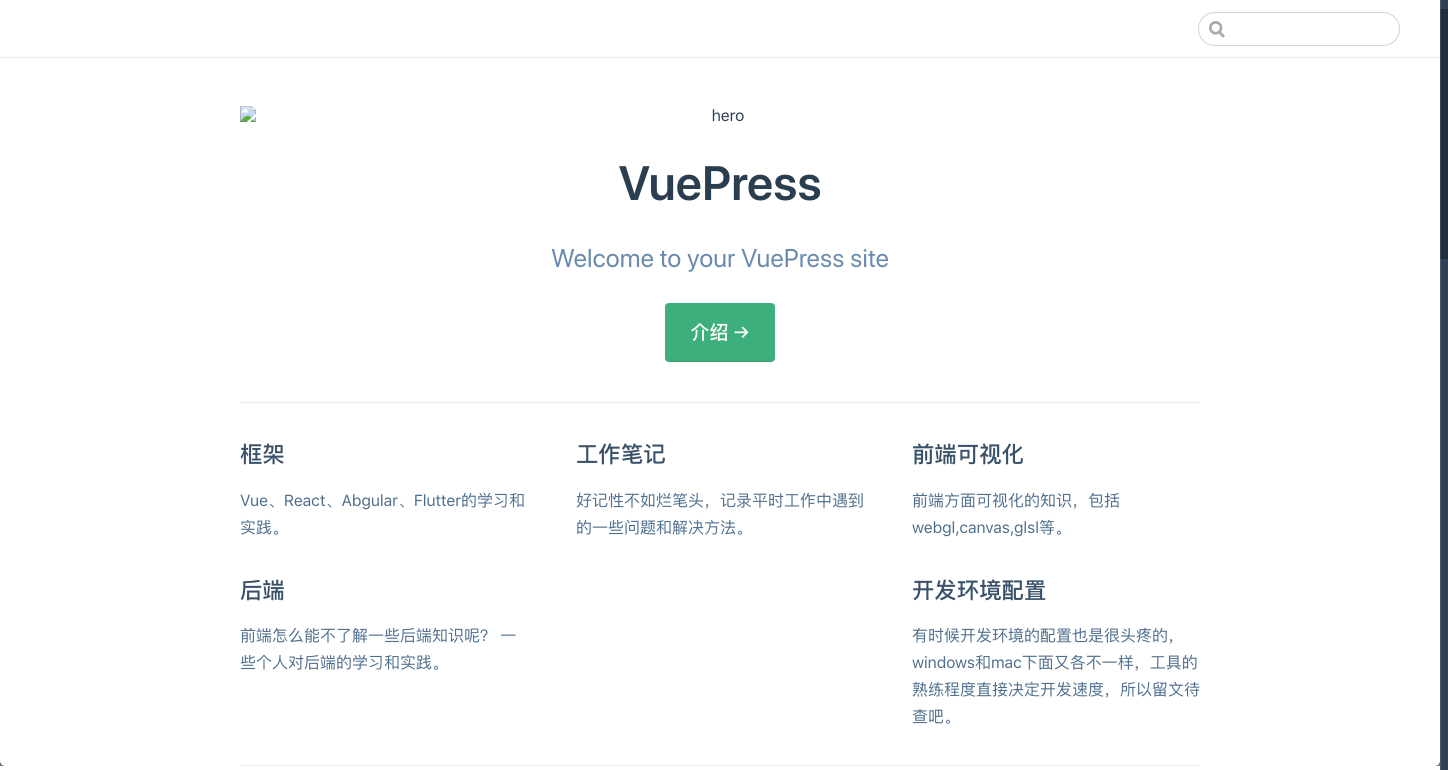 hero
VuePress
Welcome to your VuePress site
介绍 →
框架
Vue、React、Abgular、Flutter的学习和
实践。
工作笔记
好记性不如烂笔头，记录平时工作中遇到
的一些问题和解决方法。
前端可视化
前端方面可视化的知识，包括
webgl,canvas,glsl等。
后端
前端怎么能不了解一些后端知识呢？ 一
些个人对后端的学习和实践。
开发环境配置
有时候开发环境的配置也是很头疼的，
windows和mac下面又各不一样，工具的
熟练程度直接决定开发速度，所以留文待
查吧。